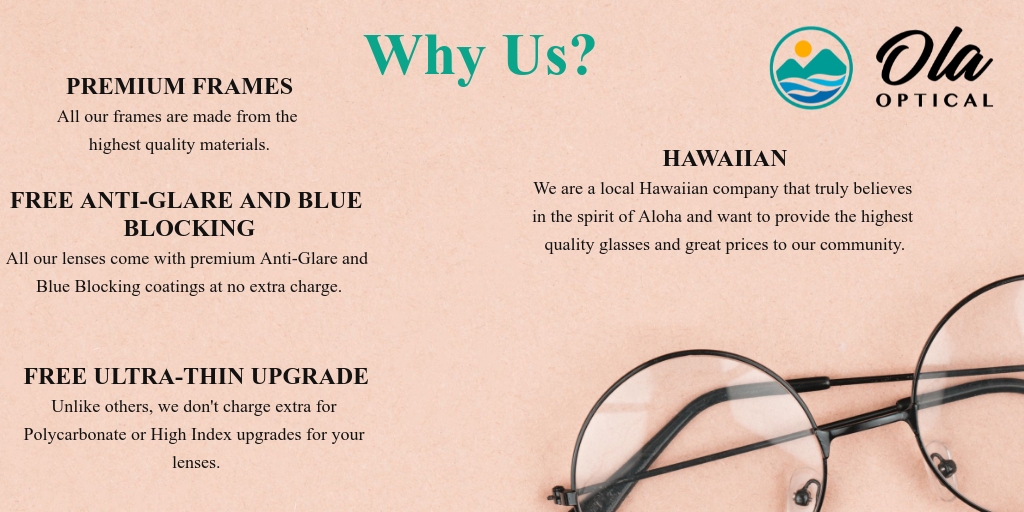 Why Us?
Ola
OPTICAL
PREMIUM FRAMES
All our frames are made from the
highest quality materials.
FREE ANTI-GLARE AND BLUE
BLOCKING
All our lenses come with premium Anti-Glare and
Blue Blocking coatings at no extra charge.
FREE ULTRA-THIN UPGRADE
Unlike others, we don't charge extra for
Polycarbonate or High Index upgrades for your
lenses.
HAWAIIAN
We are a local Hawaiian company that truly believes
in the spirit of Aloha and want to provide the highest
quality glasses and great prices to our community.